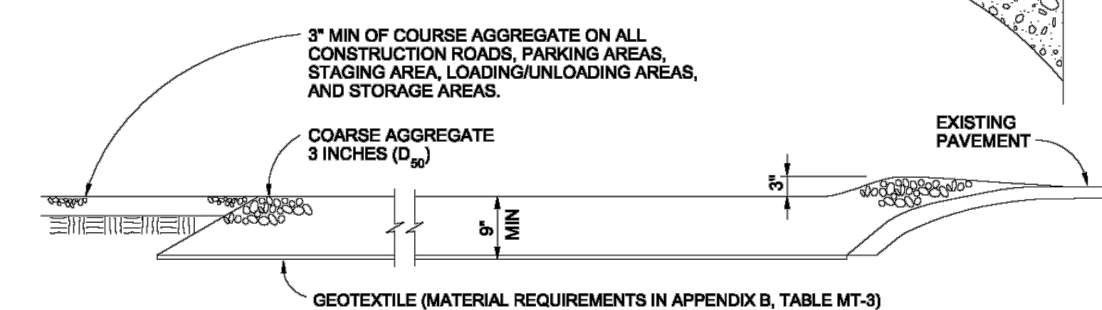 3" MIN OF COURSE AGGREGATE ON ALL
CONSTRUCTION ROADS, PARKING AREAS,
STAGING AREA, LOADING/UNLOADING AREAS,
AND STORAGE AREAS.
COARSE AGGREGATE
3 INCHES (D50)
EXISTING
PAVEMENT
3"
9"
MIN
GEOTEXTILE (MATERIAL REQUIREMENTS IN APPENDIX B, TABLE MT-3)